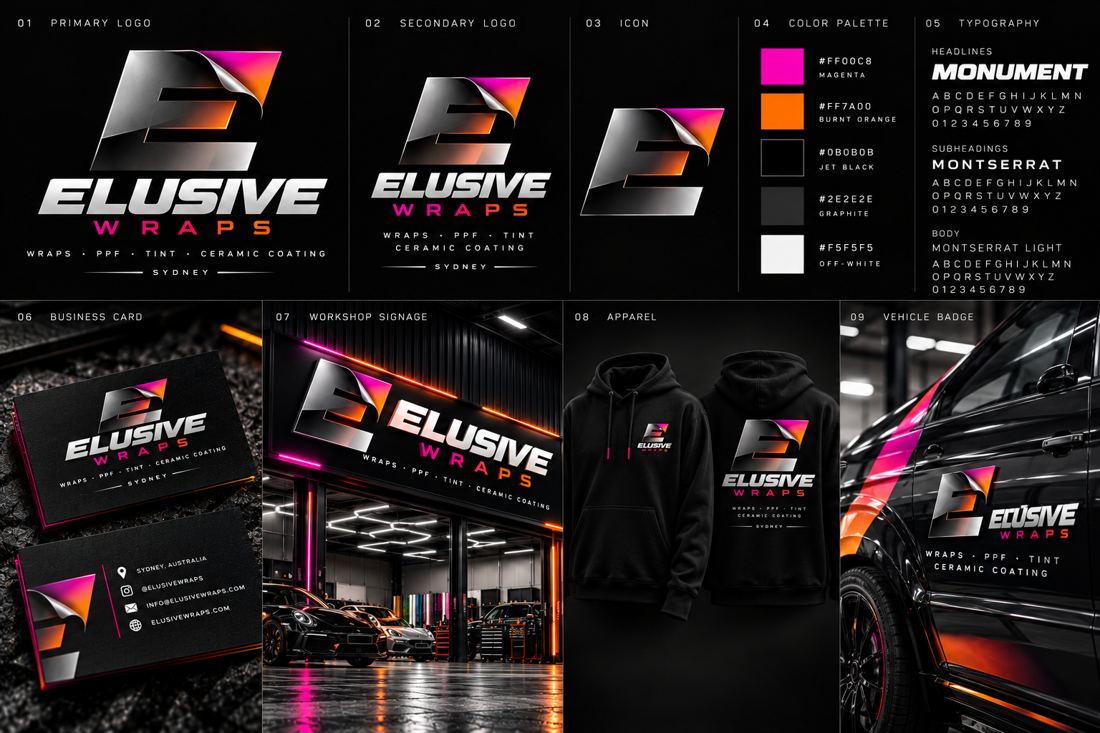 01 PRIMARY LOGO
ELUSIVE
WRAPS
WRAPS · PPF · TINT · CERAMIC COATING
SYDNEY
02 SECONDARY LOGO
ELUSIVE
WRAPS
WRAPS · PPF · TINT
CERAMIC COATING
SYDNEY
03 ICON
E
04 COLOR PALETTE
#FF00C8
MAGENTA
#FF7A00
BURNT ORANGE
#0B0B0B
JET BLACK
#2E2E2E
GRAPHITE
#F5F5F5
OFF-WHITE
05 TYPOGRAPHY
HEADLINES
MONUMENT
ABCDEFGHIJKLMN
OPQRSTUVWXYZ
0123456789
SUBHEADINGS
MONTSERRAT
ABCDEFGHIJKLMN
OPQRSTUVWXYZ
0123456789
BODY
MONTSERRAT LIGHT
ABCDEFGHIJKLMN
OPQRSTUVWXYZ
0123456789
06 BUSINESS CARD
ELUSIVE
WRAPS
WRAPS · PPF · TINT · CERAMIC COATING
SYDNEY
SYDNEY, AUSTRALIA
@ELUSIVEWRAPS
INFO@ELUSIVEWRAPS.COM
ELUSIVEWRAPS.COM
07 WORKSHOP SIGNAGE
E
ELUSIVE
WRAPS
WRAPS · PPF · TINT · CERAMIC COATING
08 APPAREL
ELUSIVE
WRAPS
ELUSIVE
WRAPS
WRAPS · PPF · TINT
CERAMIC COATING
SYDNEY
09 VEHICLE BADGE
E
WRAPS
WRAPS · PPF · TINT
CERAMIC COATING